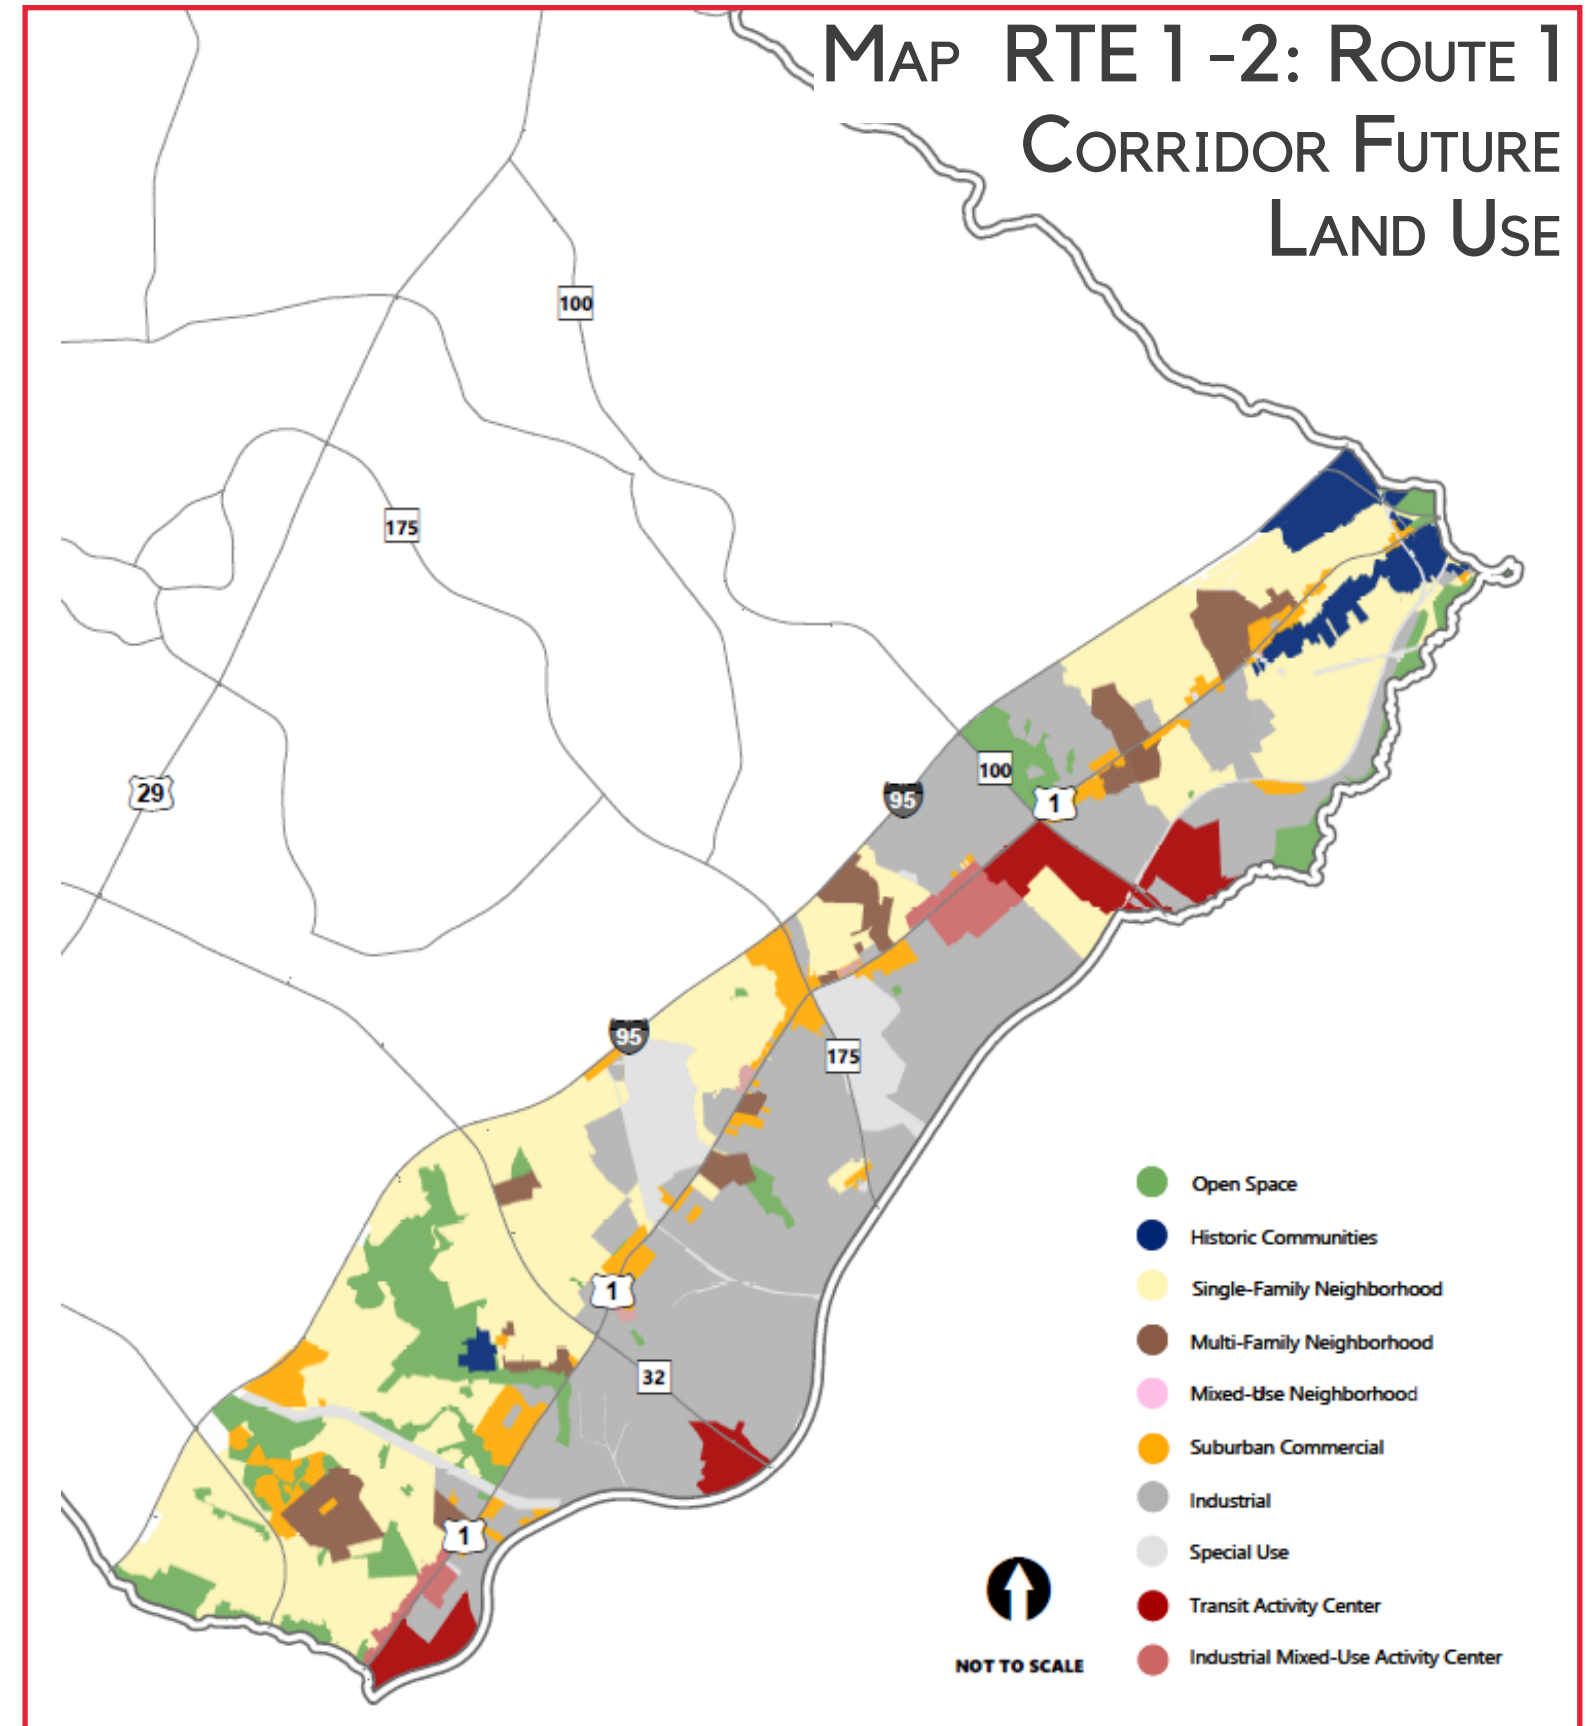 MAP RTE 1-2: ROUTE 1
CORRIDOR FUTURE
LAND USE
100
175
29
100
95
1
95
175
1
32
1
Open Space
Historic Communities
Single-Family Neighborhood
Multi-Family Neighborhood
Mixed-Use Neighborhood
Suburban Commercial
Industrial
Special Use
Transit Activity Center
Industrial Mixed-Use Activity Center
NOT TO SCALE